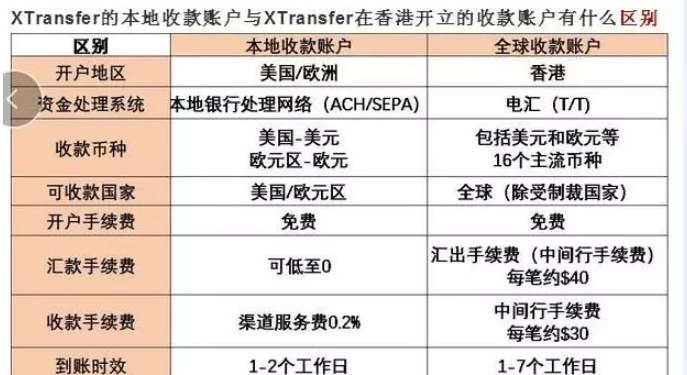 XTransfer的本地收款账户与XTransfer在香港开立的收款账户有什么区别
区别 本地收款账户 全球收款账户
开户地区 美国/欧洲 香港
资金处理系统 本地银行处理网络（ACH/SEPA） 电汇（T/T）
收款币种 美国-美元 包括美元和欧元等
欧元区-欧元 16个主流币种
可收款国家 美国/欧元区 全球（除受制裁国家）
开户手续费 免费 免费
汇款手续费 可低至0 汇出手续费（中间行手续费）
每笔约$40
收款手续费 渠道服务费0.2% 中间行手续费
每笔约$30
到账时效 1-2个工作日 1-7个工作日